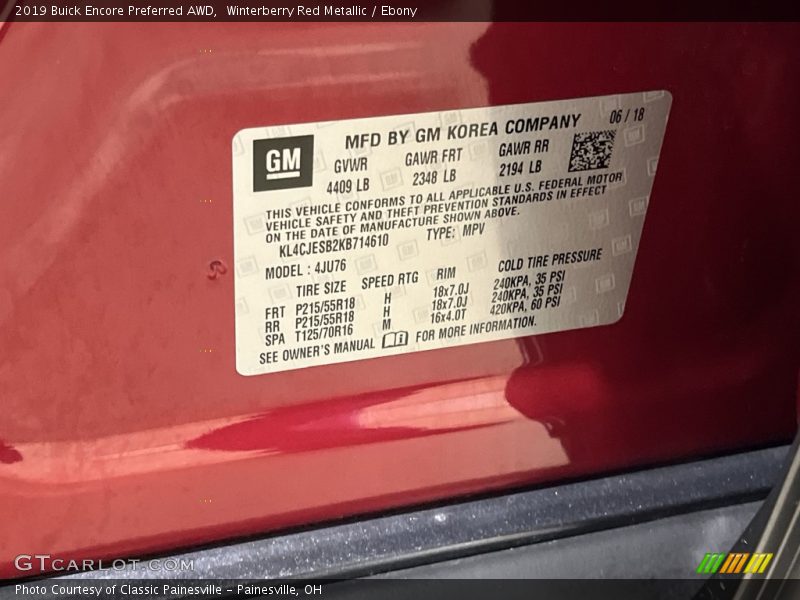 2019 Buick Encore Preferred AWD,  Winterberry Red Metallic / Ebony
GM
MFD BY GM KOREA COMPANY
06 / 18
GVWR GAWR FRT GAWR RR
4409 LB 2348 LB 2194 LB
THIS VEHICLE CONFORMS TO ALL APPLICABLE U.S. FEDERAL MOTOR
VEHICLE SAFETY AND THEFT PREVENTION STANDARDS IN EFFECT
ON THE DATE OF MANUFACTURE SHOWN ABOVE.
KL4CJESB2KB714610 TYPE: MPV
MODEL : 4JU76
TIRE SIZE SPEED RTG RIM COLD TIRE PRESSURE
FRT P215/55R18 H 18x7.0J 240KPA, 35 PSI
RR P215/55R18 H 18x7.0J 240KPA, 35 PSI
SPA T125/70R16 M 16x4.0T 420KPA, 60 PSI
SEE OWNER'S MANUAL FOR MORE INFORMATION.
GTCARLOT.COM
Photo Courtesy of Classic Painesville – Painesville, OH